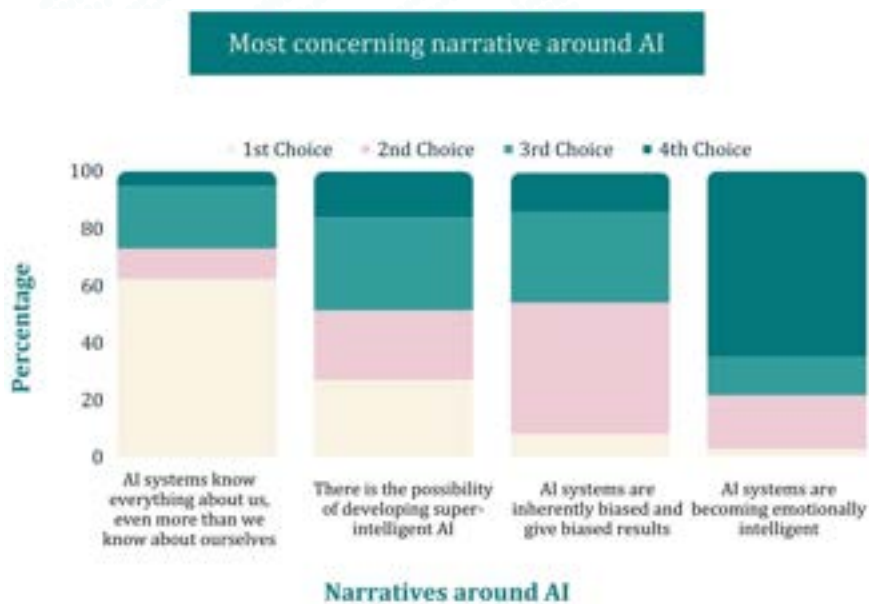 Most concerning narrative around AI
1st Choice 2nd Choice 3rd Choice 4th Choice
100
80
60
40
20
0
Percentage
AI systems know
everything about us,
even more than we
know about ourselves
There is the possibility
of developing super-
intelligent AI
AI systems are
inherently biased and
give biased results
AI systems are
becoming emotionally
intelligent
Narratives around AI